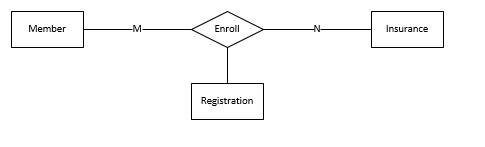 Member
M
Enroll
N
Insurance
Registration